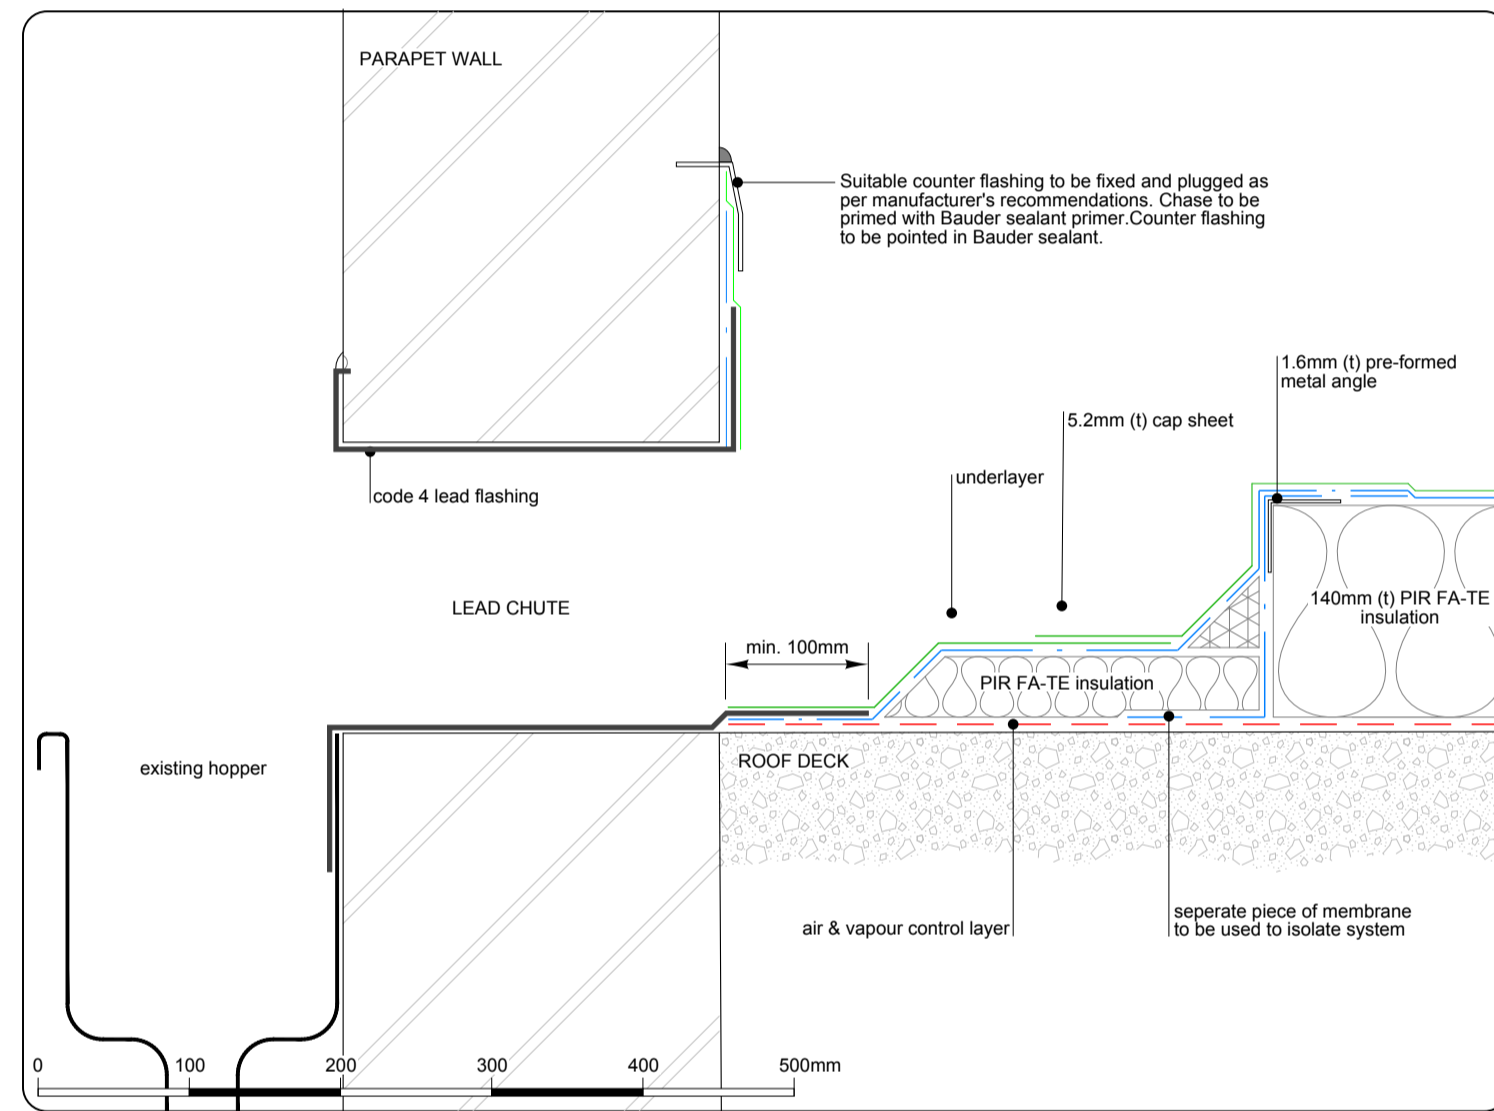 PARAPET WALL
Suitable counter flashing to be fixed and plugged as
per manufacturer's recommendations. Chase to be
primed with Bauder sealant primer.Counter flashing
to be pointed in Bauder sealant.
1.6mm (t) pre-formed
metal angle
5.2mm (t) cap sheet
underlayer
code 4 lead flashing
LEAD CHUTE
140mm (t) PIR FA-TE
insulation
min. 100mm
PIR FA-TE insulation
existing hopper
ROOF DECK
seperate piece of membrane
to be used to isolate system
air & vapour control layer
0 100 200 300 400 500mm